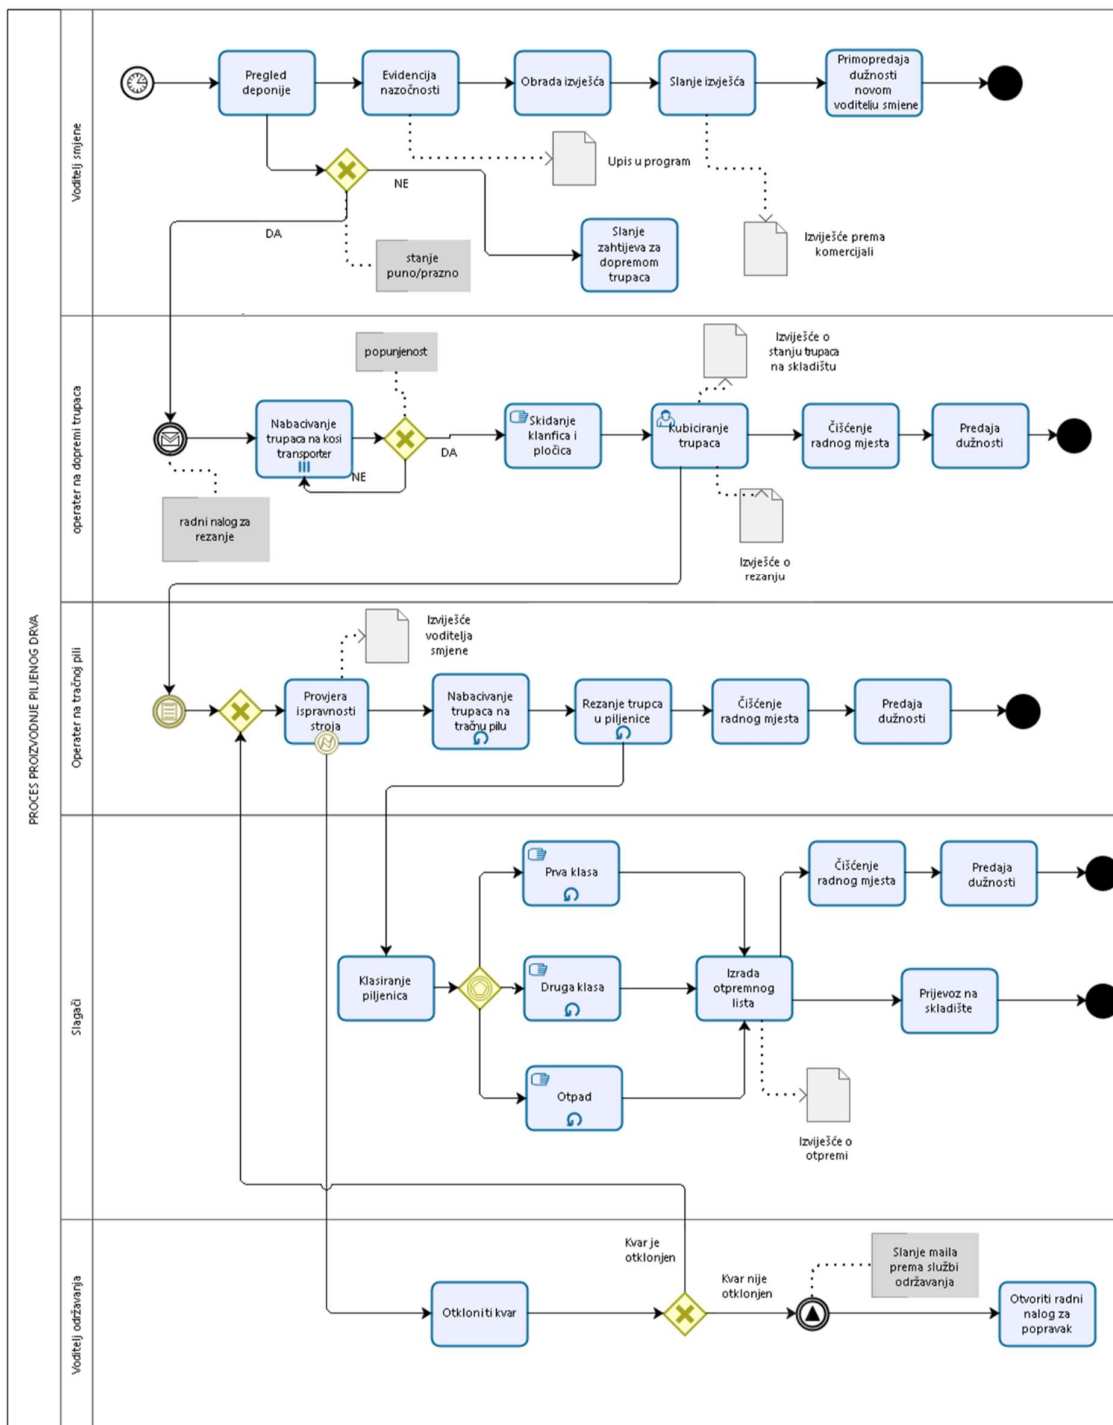 PROCES PROIZVODNJE PILJENOG DRVA
Voditelj smjene
Pregled
deponije
Evidencija
nazočnosti
Obrada izvješća
Slanje izvješća
Primopredaja
dužnosti
novom
voditelju smjene
Upis u program
NE
DA
stanje
puno/prazno
Slanje
zahtijeva za
dopremom
trupaca
Izviješće prema
komercijali
operater na dopremi trupaca
popunjenost
Izviješće o
stanju trupaca
na skladištu
Nabacivanje
trupaca na kosi
transporter
NE
DA
Skidanje
klanfica i
pločica
Kubiciranje
trupaca
Čišćenje
radnog mjesta
Predaja
dužnosti
radni nalog za
rezanje
Izvješće o
rezanju
Operater na tračnoj pili
Izviješće
voditelja
smjene
Provjera
ispravnosti
stroja
Nabacivanje
trupaca na
tračnu pilu
Rezanje trupca
u piljenice
Čišćenje
radnog mjesta
Predaja
dužnosti
Slagači
Prva klasa
Čišćenje
radnog mjesta
Predaja
dužnosti
Klasiranje
piljenica
Druga klasa
Izrada
otpremnog
lista
Prijevoz na
skladište
Otpad
Izviješće o
otpremi
Voditelj održavanja
Kvar je
otklonjen
Kvar nije
otklonjen
Slanje maila
prema službi
održavanja
Otkloniti kvar
Otvoriti radni
nalog za
popravak